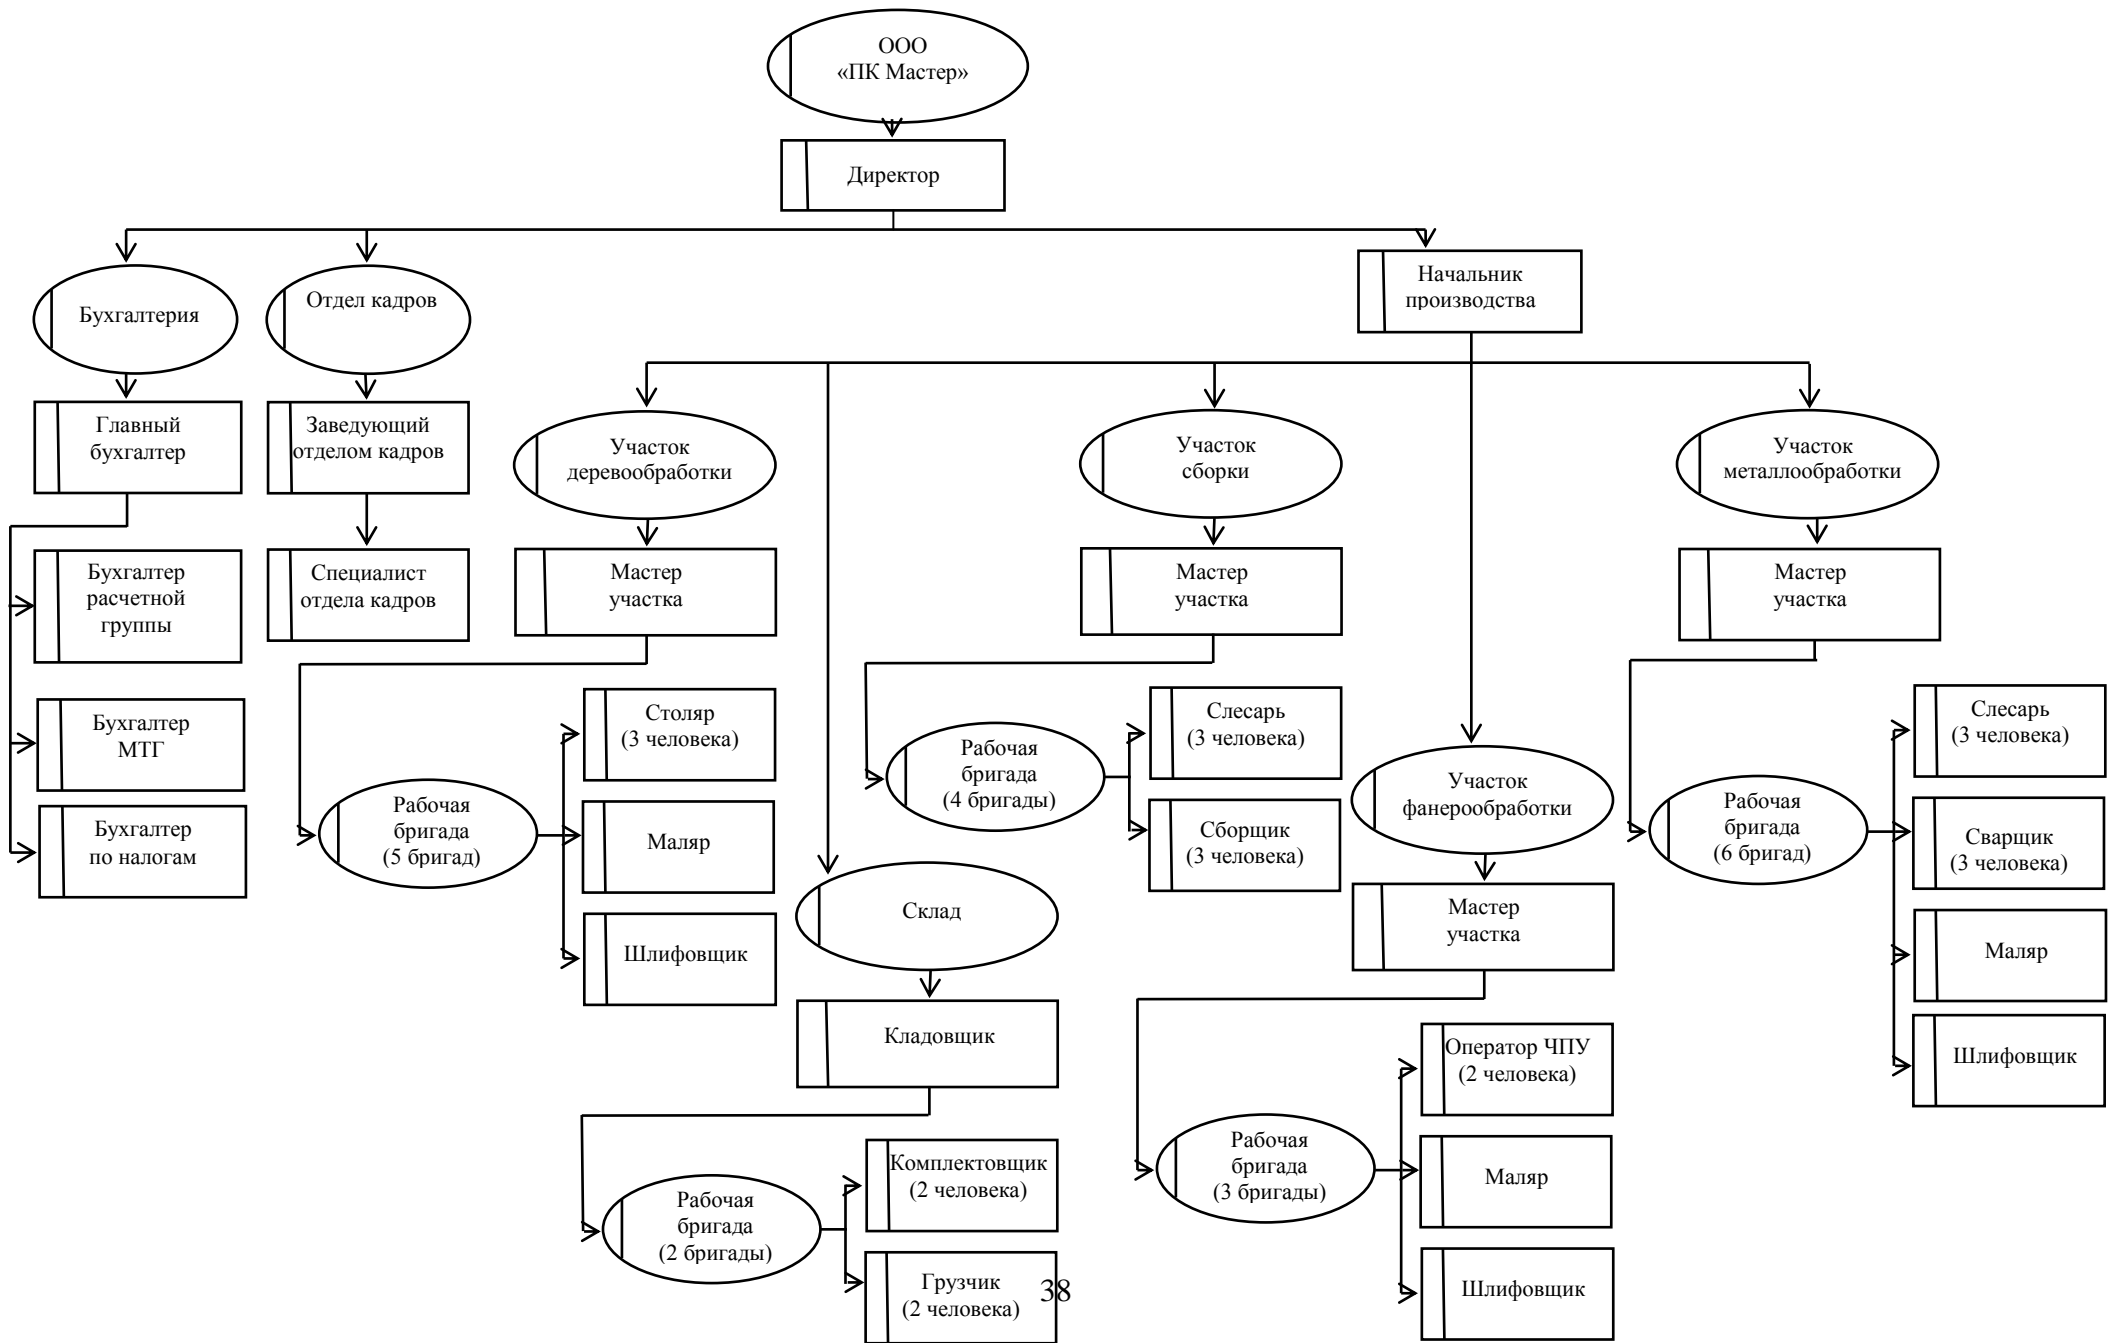 ООО
«ПК Мастер»
Директор
Начальник
производства
Бухгалтерия
Отдел кадров
Главный
бухгалтер
Заведующий
отделом кадров
Участок
деревообработки
Участок
сборки
Участок
металлообработки
Бухгалтер
расчетной
группы
Специалист
отдела кадров
Мастер
участка
Мастер
участка
Мастер
участка
Бухгалтер
МТГ
Бухгалтер
по налогам
Рабочая
бригада
(5 бригад)
Столяр
(3 человека)
Маляр
Шлифовщик
Рабочая
бригада
(4 бригады)
Слесарь
(3 человека)
Сборщик
(3 человека)
Участок
фанерообработки
Рабочая
бригада
(6 бригад)
Слесарь
(3 человека)
Сварщик
(3 человека)
Маляр
Шлифовщик
Склад
Мастер
участка
Кладовщик
Рабочая
бригада
(2 бригады)
Комплектовщик
(2 человека)
Грузчик
(2 человека)
Рабочая
бригада
(3 бригады)
Оператор ЧПУ
(2 человека)
Маляр
Шлифовщик
38